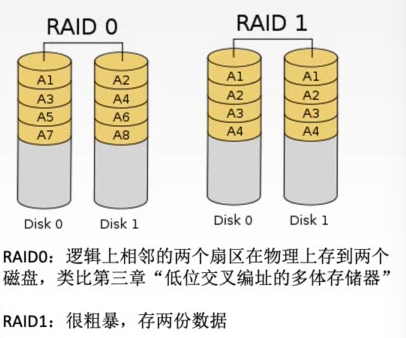 RAID 0
RAID 1
A1 A2 A1 A1
A3 A4 A2 A2
A5 A6 A3 A3
A7 A8 A4 A4
Disk 0 Disk 1 Disk 0 Disk 1
RAID0：逻辑上相邻的两个扇区在物理上存到两个
磁盘，类比第三章“低位交叉编址的多体存储器”
RAID1：很粗暴，存两份数据